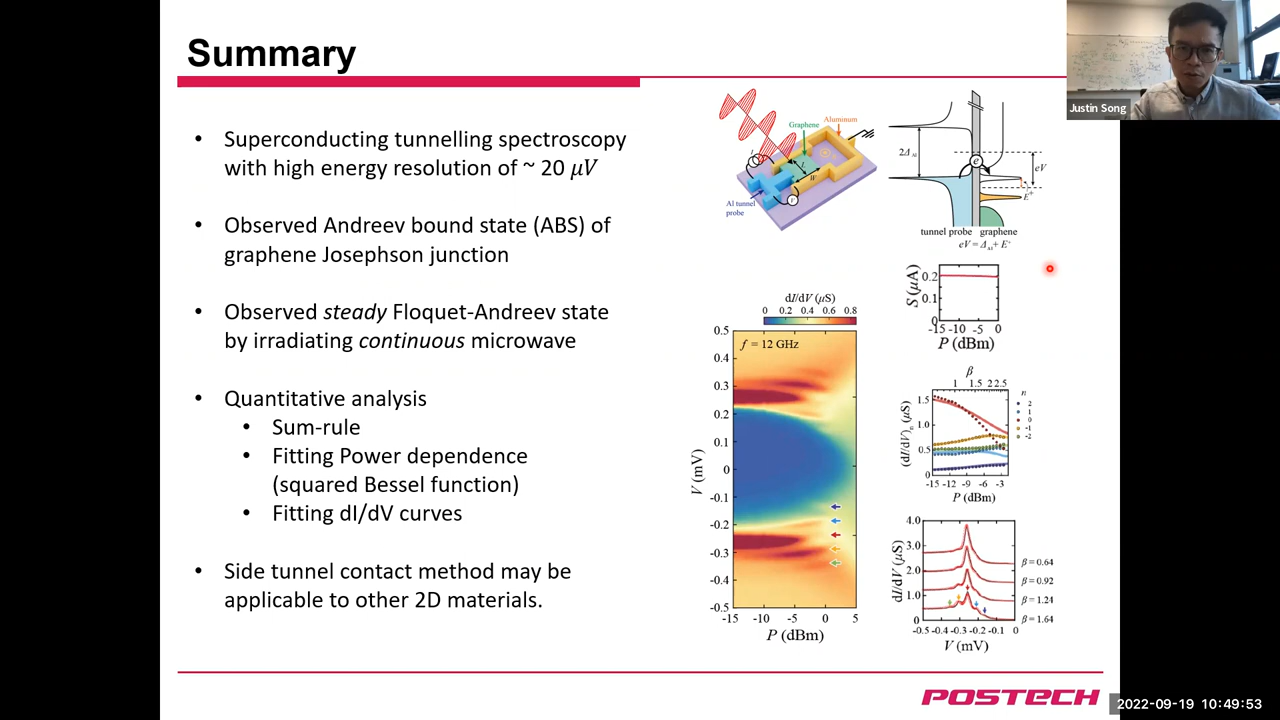 Summary
Justin Song
• Superconducting tunnelling spectroscopy
with high energy resolution of ~ 20 μV
• Observed Andreev bound state (ABS) of
graphene Josephson junction
• Observed steady Floquet-Andreev state
by irradiating continuous microwave
• Quantitative analysis
• Sum-rule
• Fitting Power dependence
(squared Bessel function)
• Fitting dI/dV curves
• Side tunnel contact method may be
applicable to other 2D materials.
Aluminum
Graphene
I
L
W
V
Al tunnel
probe
2Δ Al
e
eV
E⁺
tunnel probe graphene
eV = Δ Al + E⁺
S (μA)
0.2
0.1
0
-15 -10 -5 0
P (dBm)
dI/dV (μS)
0 0.2 0.4 0.6 0.8
f = 12 GHz
V (mV)
0.5
0.4
0.3
0.2
0.1
0
-0.1
-0.2
-0.3
-0.4
-0.5
-15 -10 -5 0 5
P (dBm)
β
1 1.5 2 2.5
(dI/dV)n (μS)
1.5
1.0
0.5
0
-15 -12 -9 -6 -3
P (dBm)
n
2
1
0
-1
-2
dI/dV (μS)
4.0
3.0
2.0
1.0
0
β = 0.64
β = 0.92
β = 1.24
β = 1.64
-0.5 -0.4 -0.3 -0.2 -0.1 0
V (mV)
POSTECH
2022-09-19 10:49:53